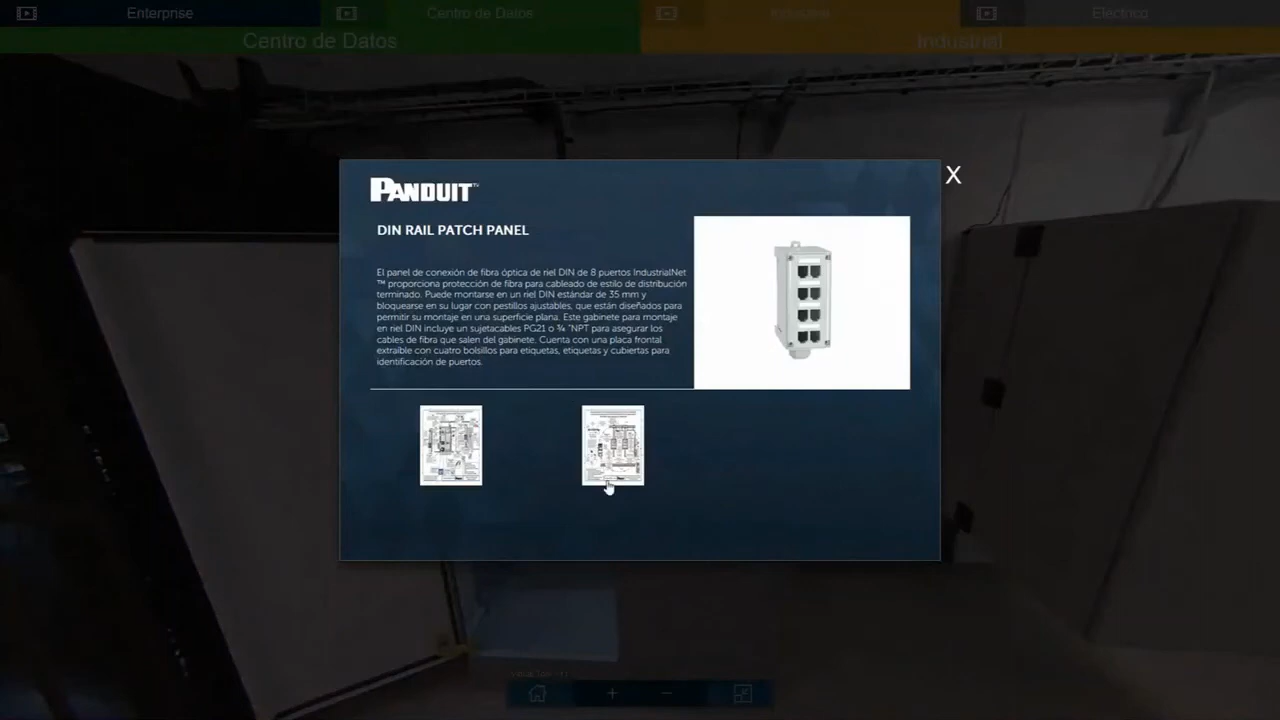 Enterprise
Centro de Datos
Industrial
Eléctrico
Centro de Datos
Industrial
X
PANDUIT™
DIN RAIL PATCH PANEL
El panel de conexión de fibra óptica de riel DIN de 8 puertos IndustrialNet
™ proporciona protección de fibra para cableado de estilo de distribución
terminado. Puede montarse en un riel DIN estándar de 35 mm y
bloquearse en su lugar con pestillos ajustables, que están diseñados para
permitir su montaje en una superficie plana. Este gabinete para montaje
en riel DIN incluye un sujetacables PG21 o ¾ "NPT para asegurar los
cables de fibra que salen del gabinete. Cuenta con una placa frontal
extraíble con cuatro bolsillos para etiquetas, etiquetas y cubiertas para
identificación de puertos.